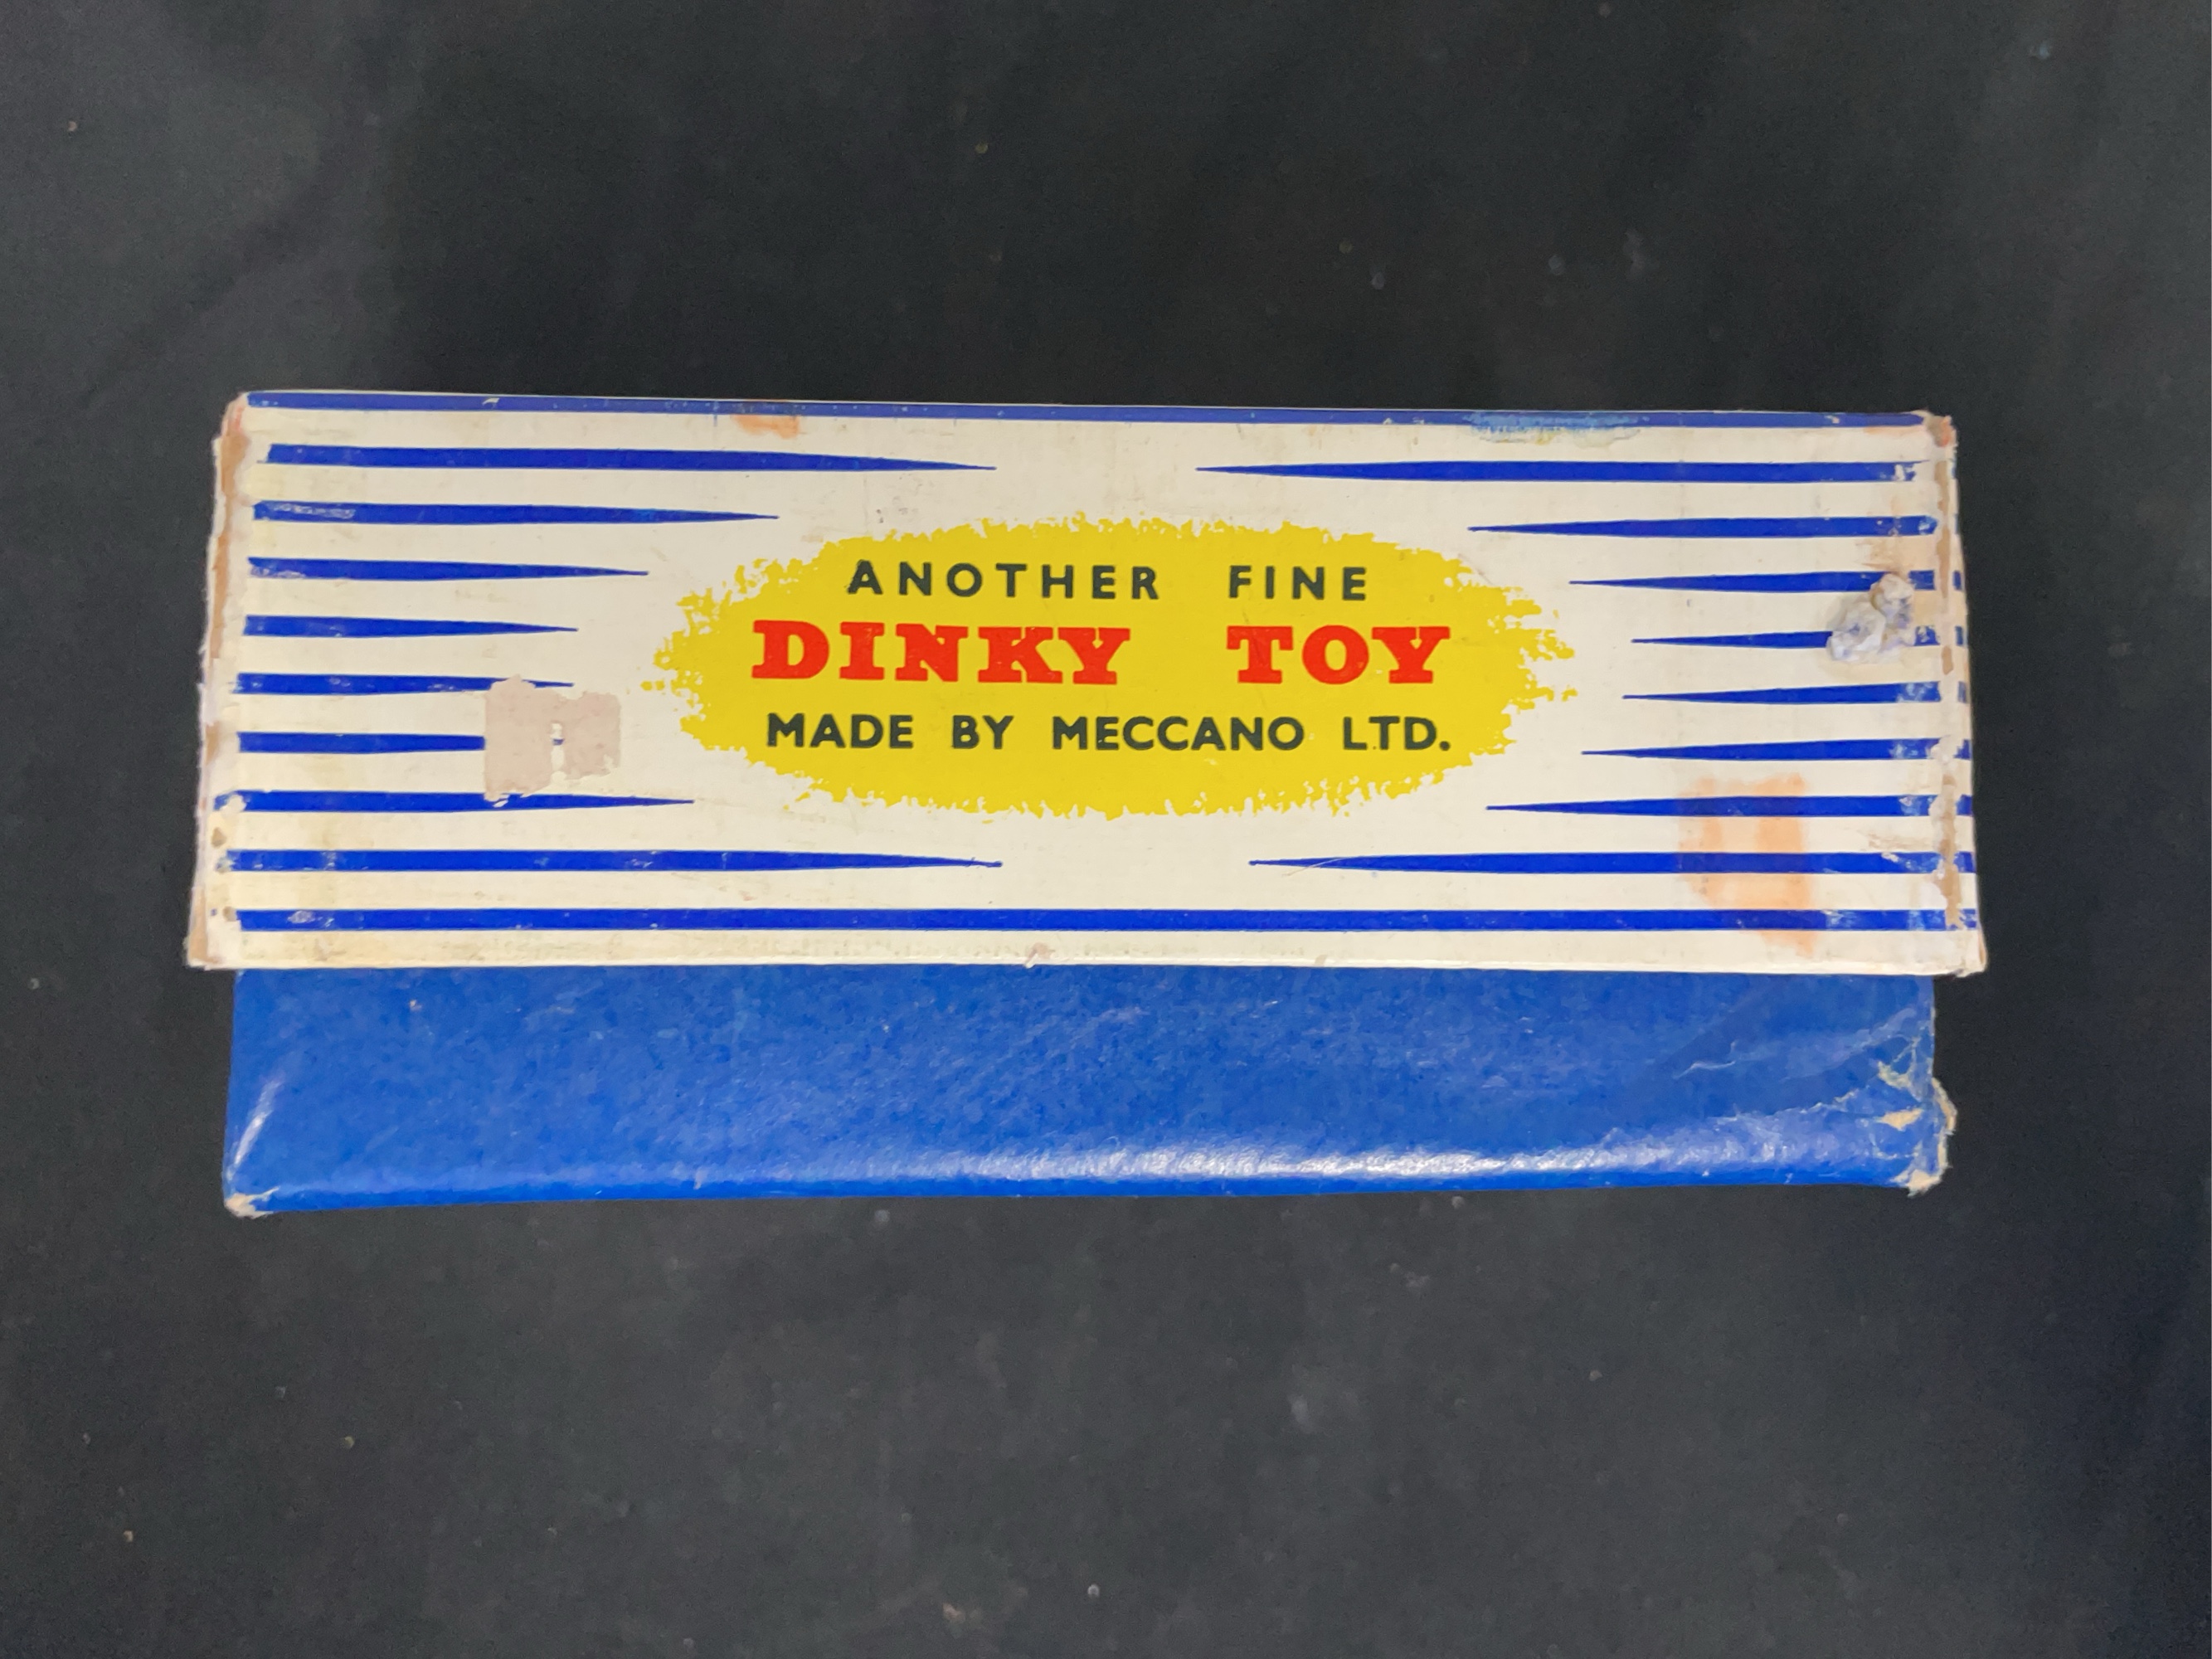 ANOTHER FINE
DINKY TOY
MADE BY MECCANO LTD.